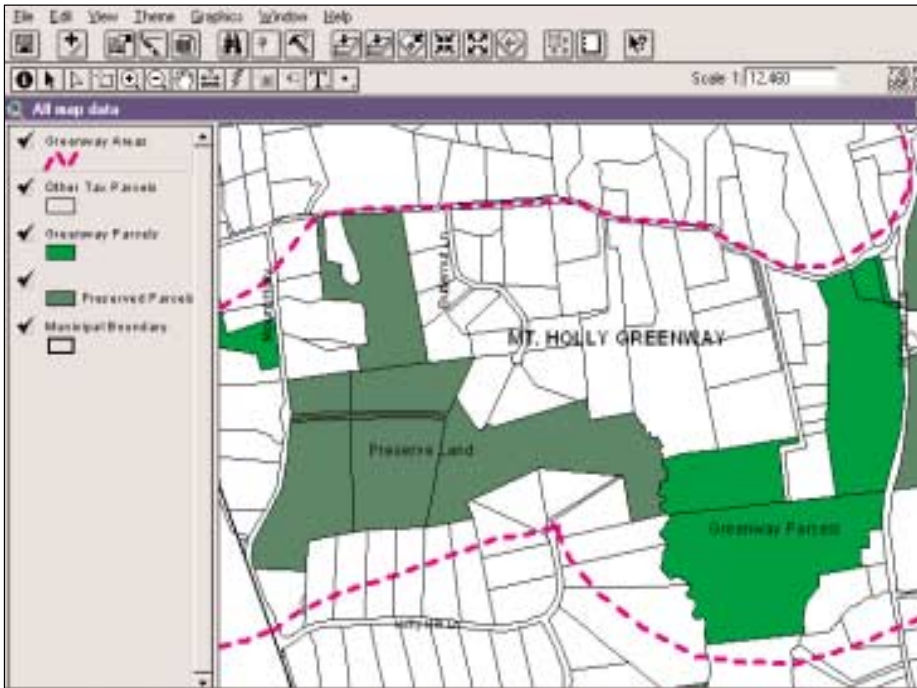 File Edit View Theme Graphics Window Help
Scale 1: 12,460
All map data
Greenway Areas
Other Tax Parcels
Greenway Parcels
Preserved Parcels
Municipal Boundary
MT. HOLLY GREENWAY
Preserve Land
Greenway Parcels